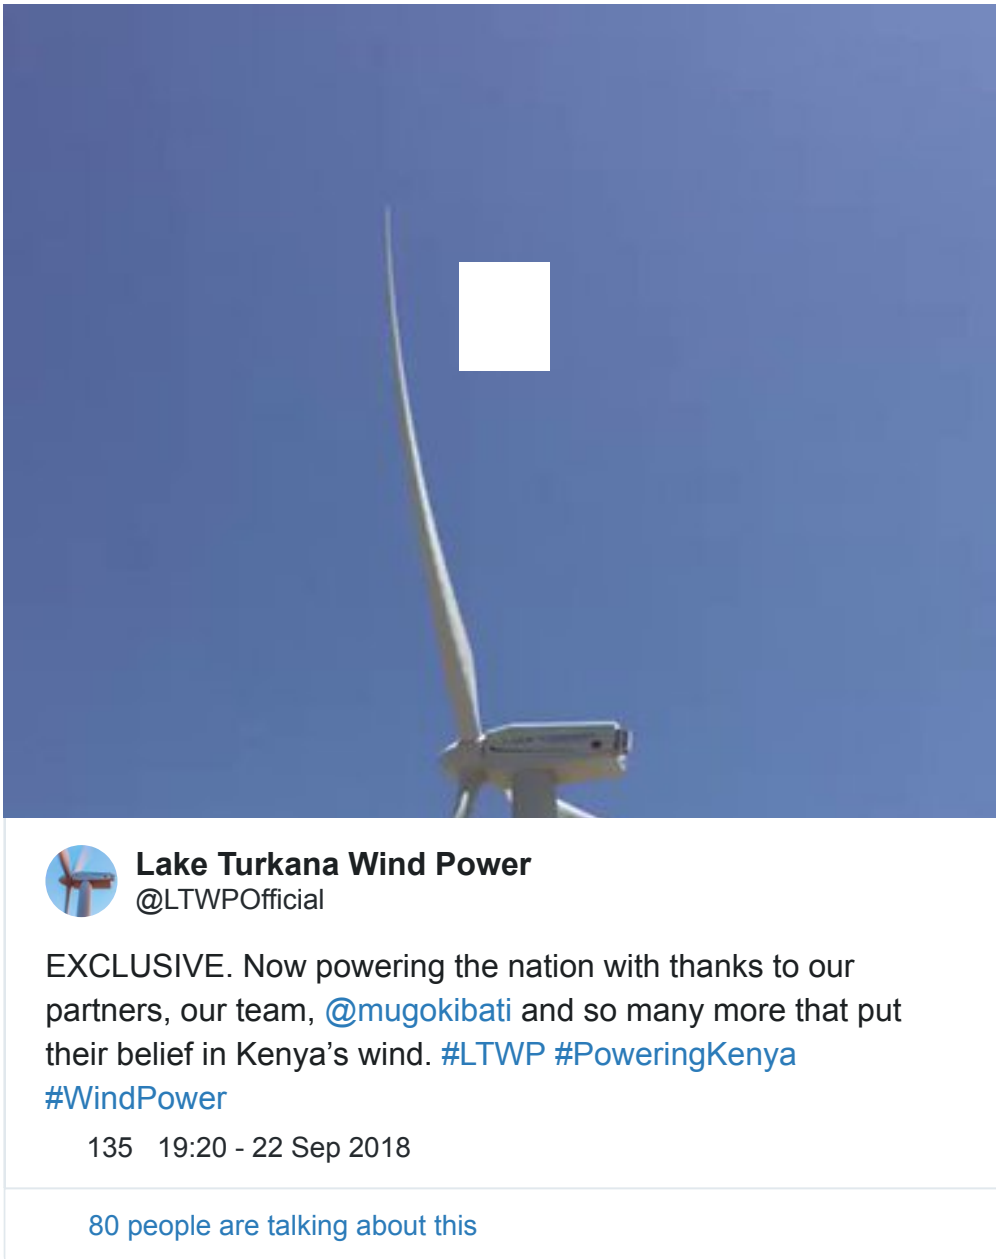 Lake Turkana Wind Power
@LTWPOfficial
EXCLUSIVE. Now powering the nation with thanks to our
partners, our team, @mugokibati and so many more that put
their belief in Kenya’s wind. #LTWP #PoweringKenya
#WindPower
135 19:20 - 22 Sep 2018
80 people are talking about this